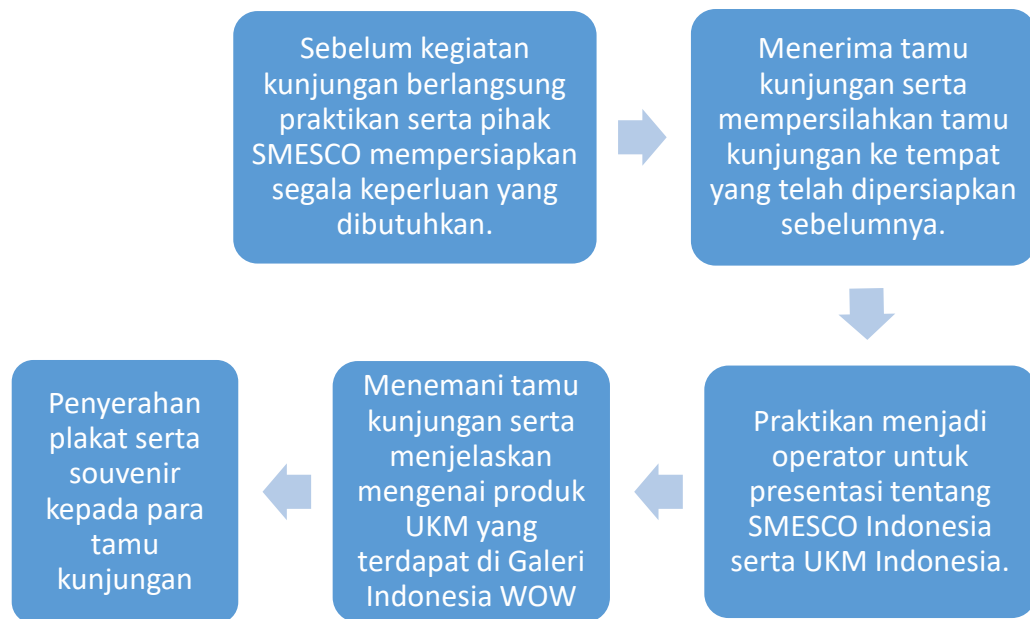 Sebelum kegiatan
kunjungan berlangsung
praktikan serta pihak
SMESCO mempersiapkan
segala keperluan yang
dibutuhkan.
Menerima tamu
kunjungan serta
mempersilahkan tamu
kunjungan ke tempat
yang telah dipersiapkan
sebelumnya.
Praktikan menjadi
operator untuk
presentasi tentang
SMESCO Indonesia
serta UKM Indonesia.
Menemani tamu
kunjungan serta
menjelaskan
mengenai produk
UKM yang
terdapat di Galeri
Indonesia WOW
Penyerahan
plakat serta
souvenir
kepada para
tamu
kunjungan